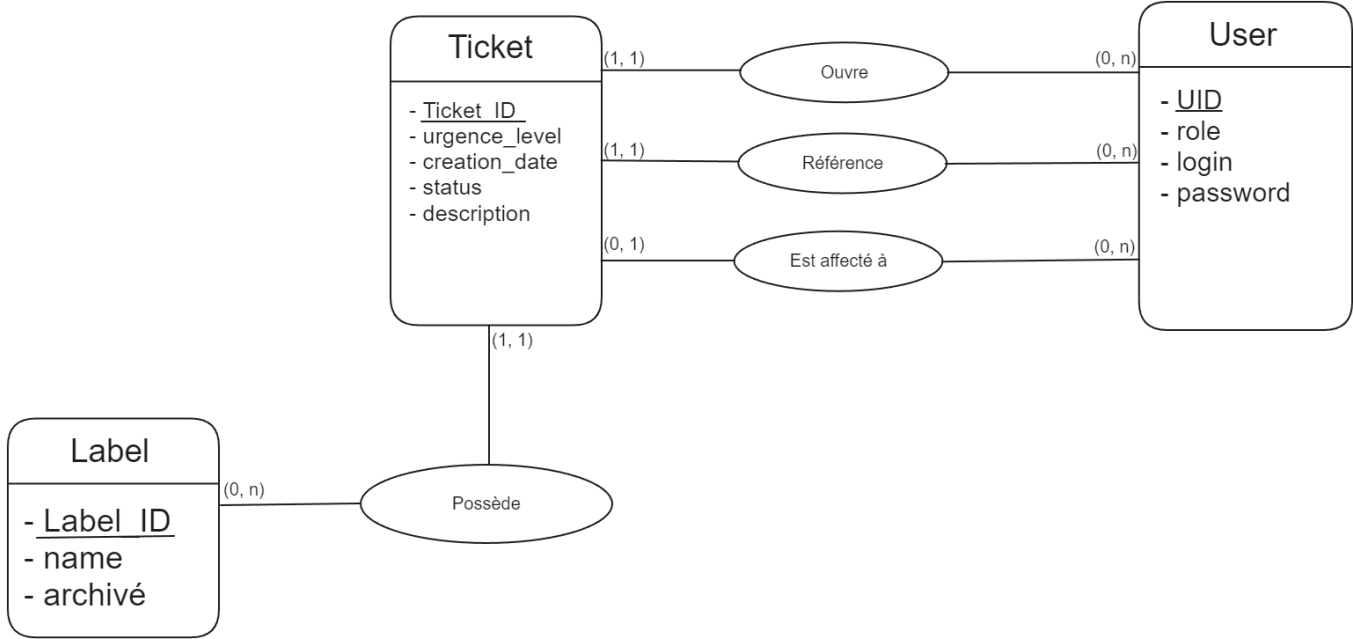 Ticket
- Ticket_ID
- urgence_level
- creation_date
- status
- description
(1, 1)
Ouvre
(0, n)
(1, 1)
Référence
(0, n)
(0, 1)
Est affecté à
(0, n)
User
- UID
- role
- login
- password
(1, 1)
Possède
(0, n)
Label
- Label_ID
- name
- archivé